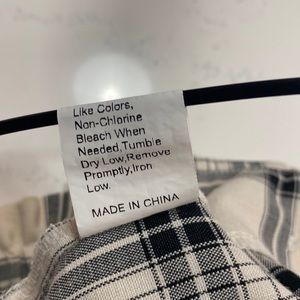 Like Colors,
Non-Chlorine
Bleach When
Needed,Tumble
Dry Low,Remove
Promptly,Iron
Low.
MADE IN CHINA